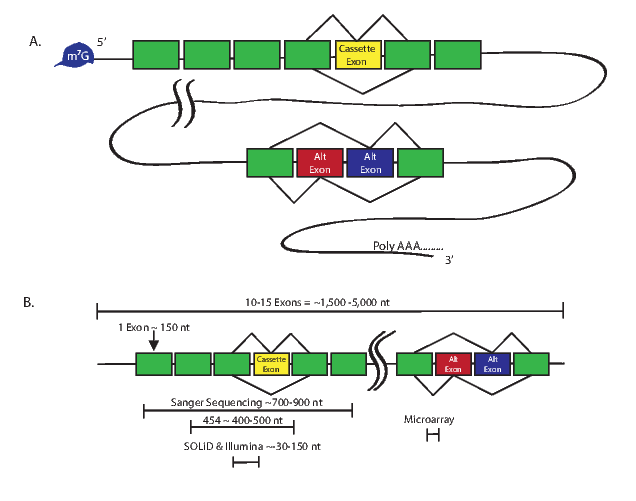 A.
5'
m⁷G
Cassette
Exon
Alt
Exon
Alt
Exon
Poly AAA.........
3'
B.
10-15 Exons = ~1,500 -5,000 nt
1 Exon ~ 150 nt
Cassette
Exon
Alt
Exon
Alt
Exon
Sanger Sequencing ~700-900 nt
454 ~ 400-500 nt
SOLiD & Illumina ~-30-150 nt
Microarray